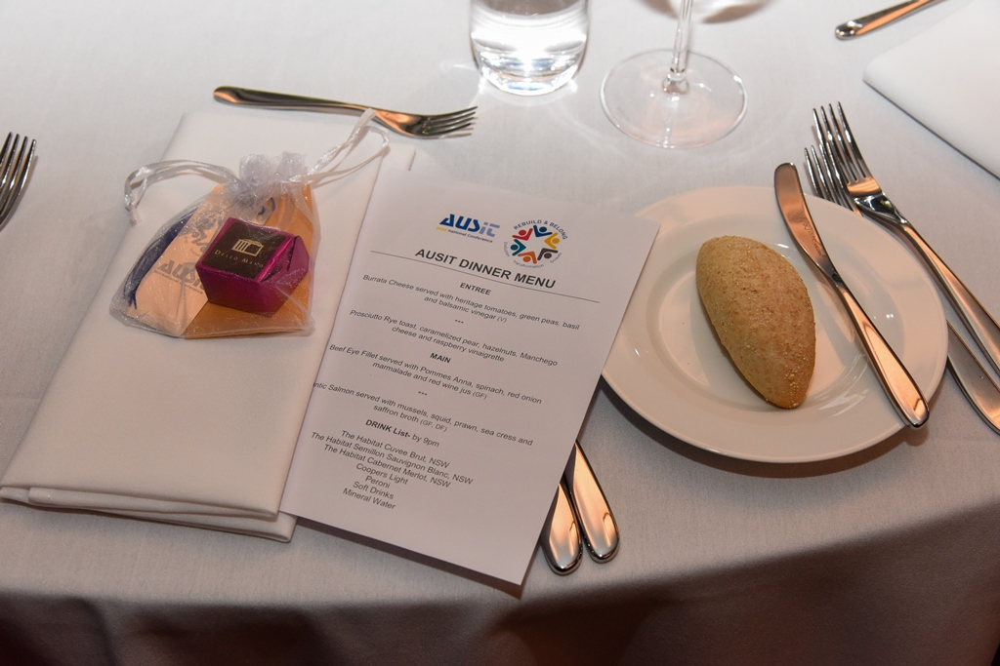 AUSiT
National Conference
REBUILD & BELONG
AUSIT DINNER MENU
ENTREE
Burrata Cheese served with heritage tomatoes, green peas, basil
and balsamic vinegar (V)
***
Prosciutto Rye toast, caramelized pear, hazelnuts, Manchego
cheese and raspberry vinaigrette
MAIN
Beef Eye Fillet served with Pommes Anna, spinach, red onion
marmalade and red wine jus (GF)
***
ntic Salmon served with mussels, squid, prawn, sea cress and
saffron broth (GF, DF)
DRINK List- by 9pm
The Habitat Cuvee Brut, NSW
The Habitat Semillon Sauvignon Blanc, NSW
The Habitat Cabernet Merlot, NSW
Coopers Light
Peroni
Soft Drinks
Mineral Water